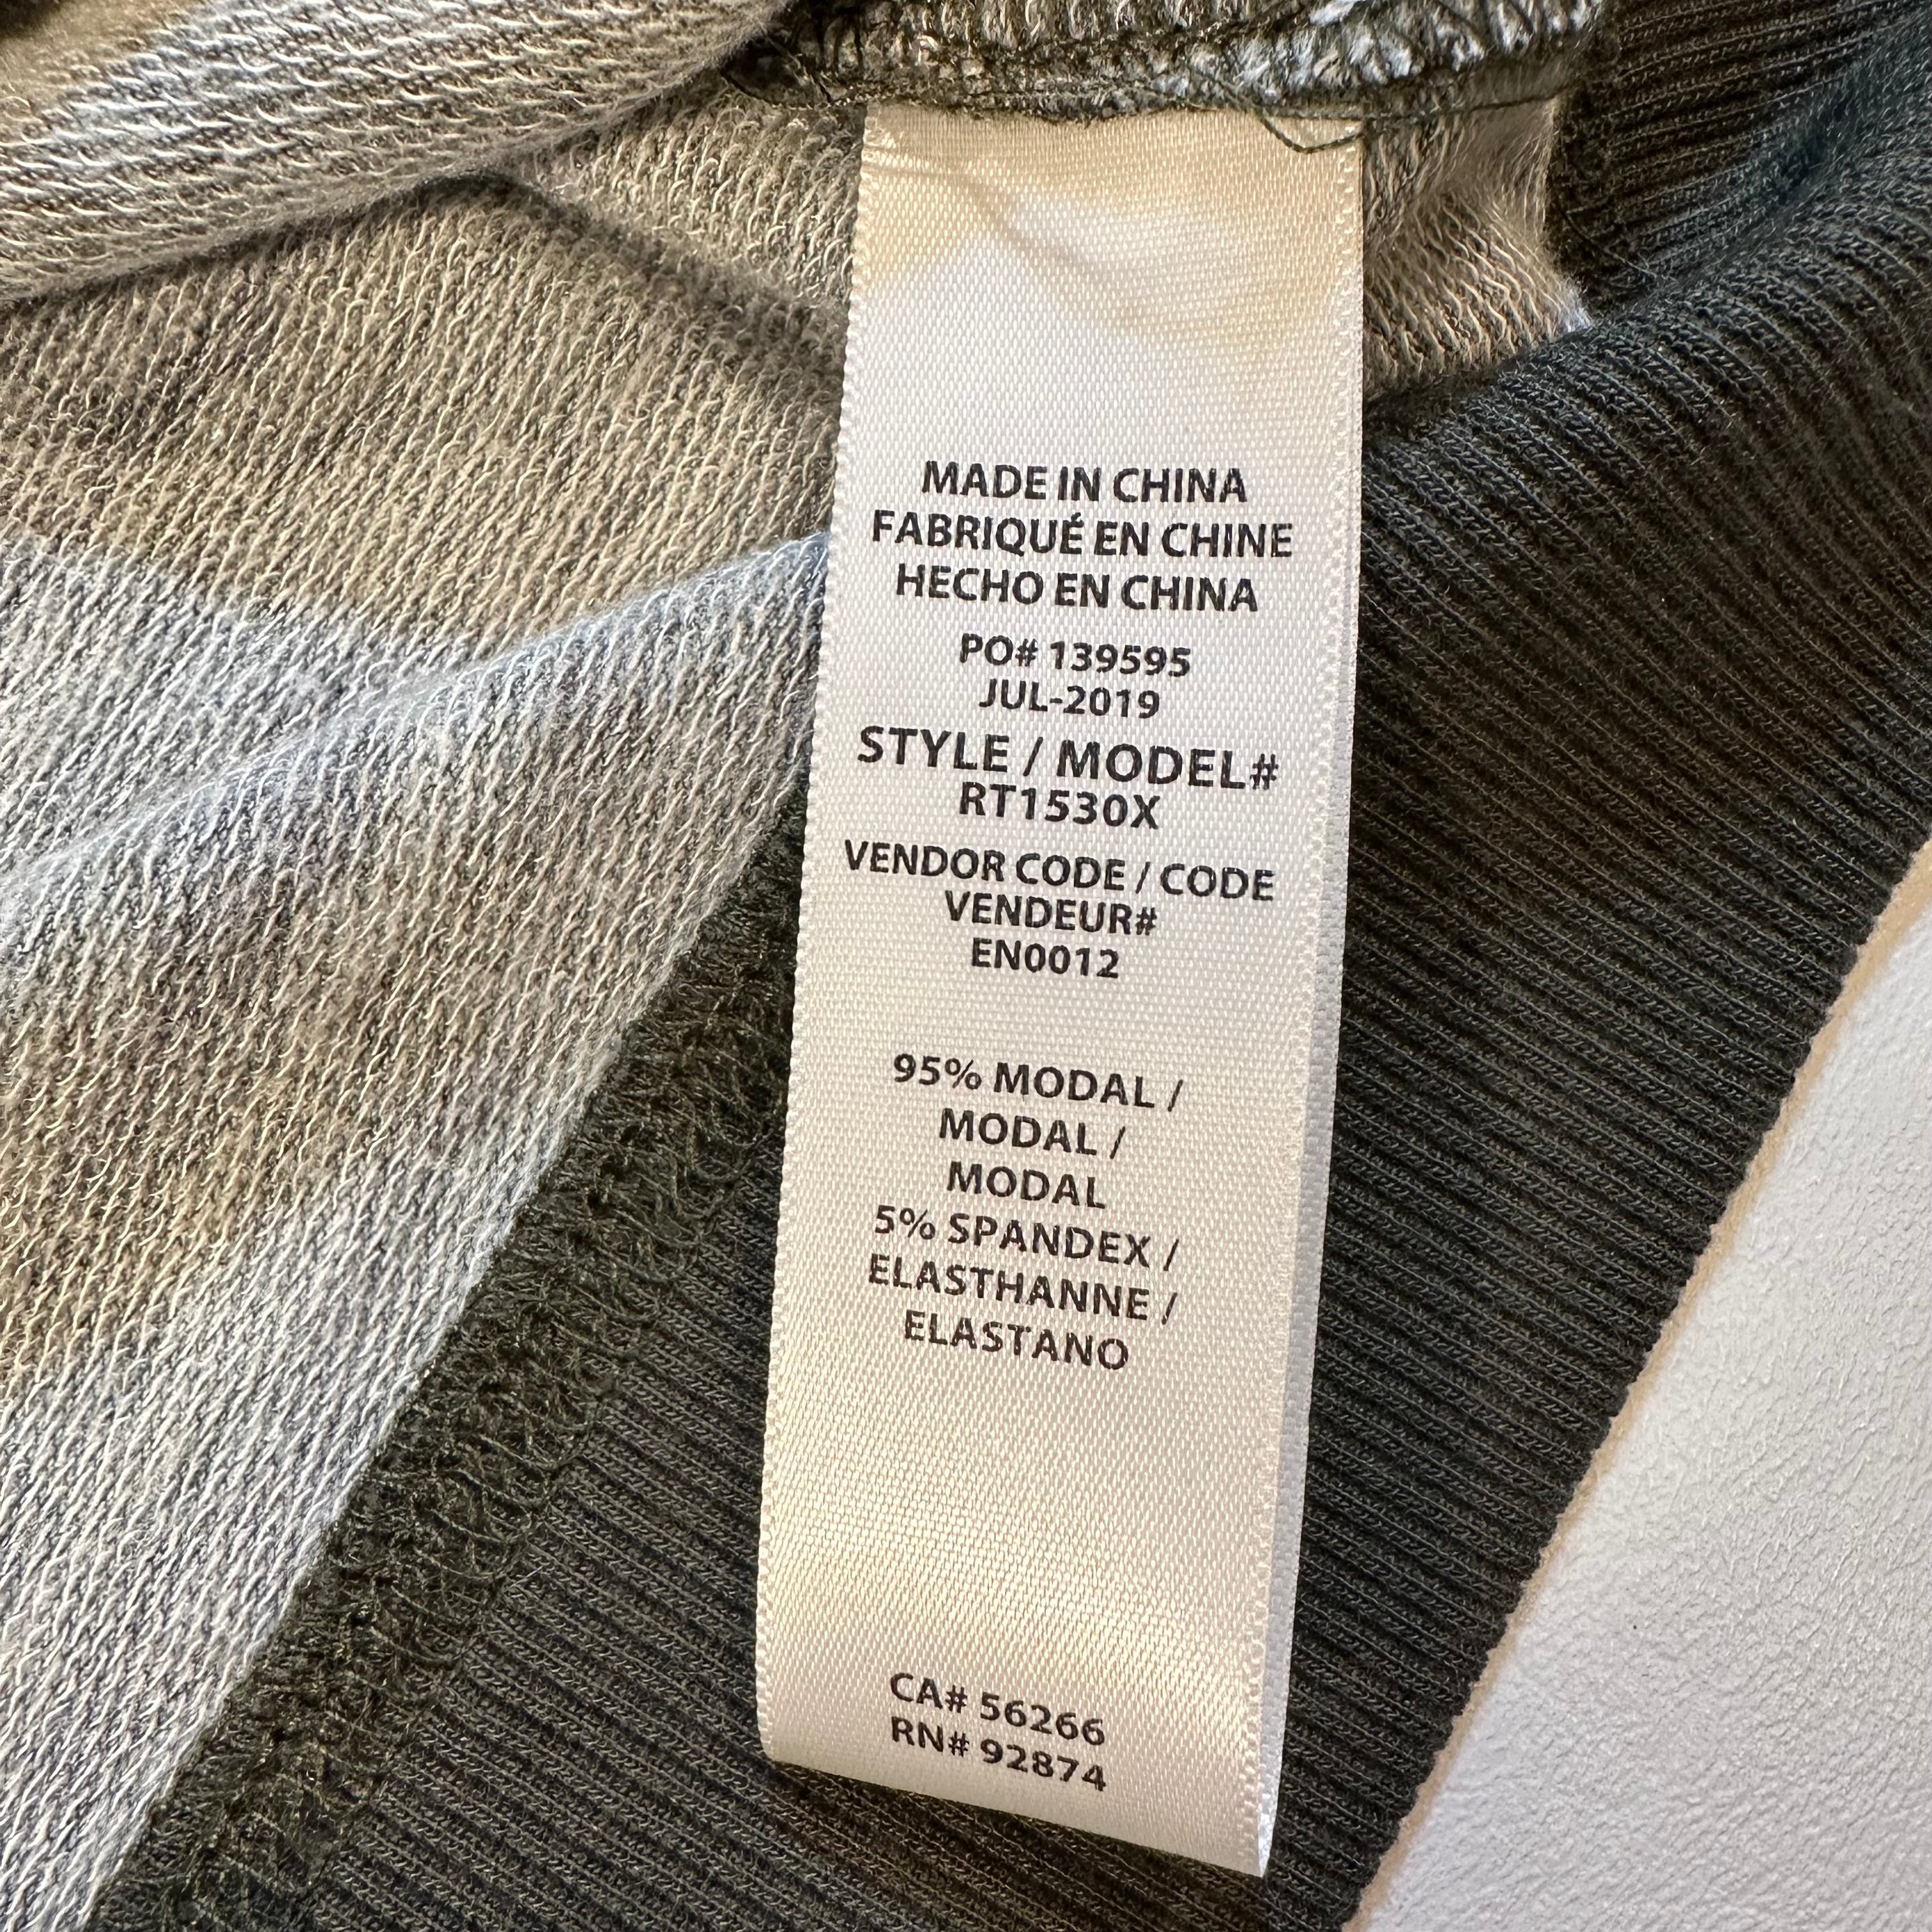 MADE IN CHINA
FABRIQUÉ EN CHINE
HECHO EN CHINA
PO# 139595
JUL-2019
STYLE / MODEL#
RT1530X
VENDOR CODE / CODE
VENDEUR#
EN0012
95% MODAL /
MODAL /
MODAL
5% SPANDEX /
ELASTHANNE /
ELASTANO
CA# 56266
RN# 92874